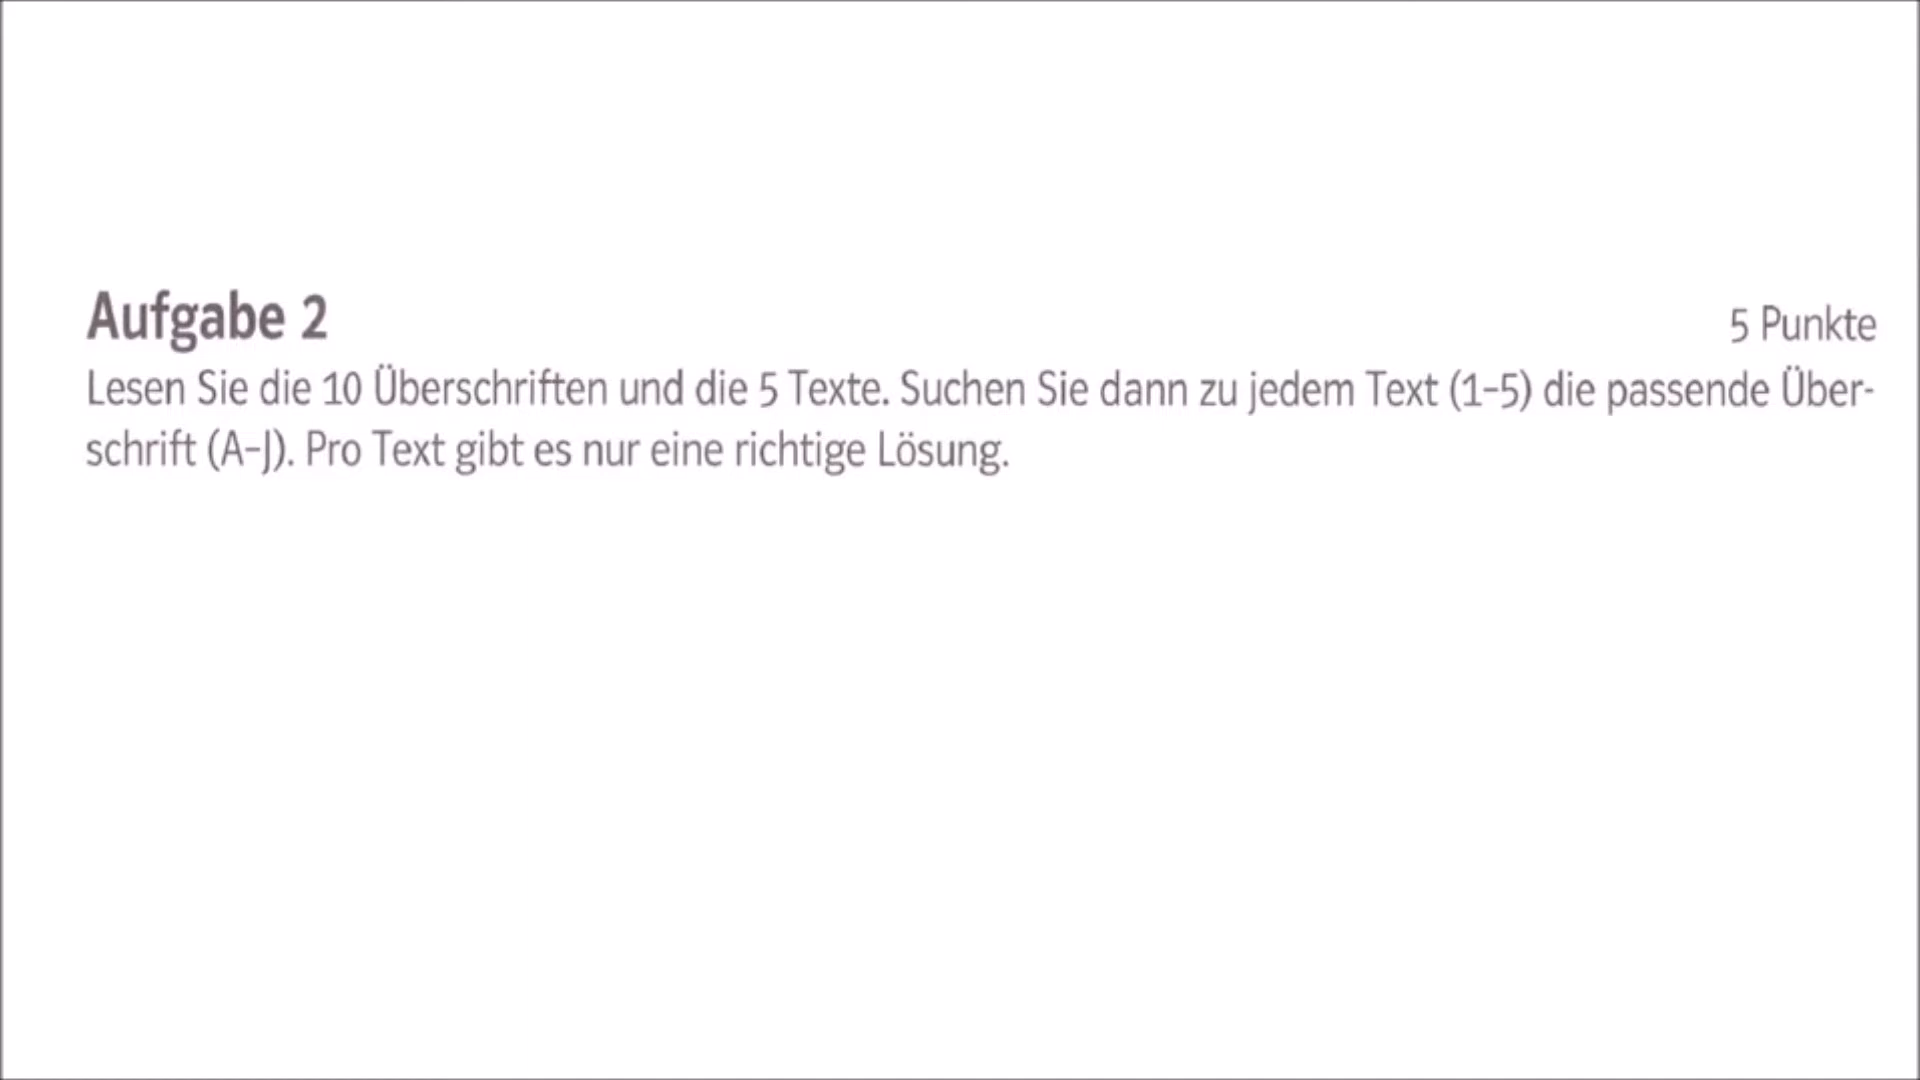 Aufgabe 2
5 Punkte
Lesen Sie die 10 Überschriften und die 5 Texte. Suchen Sie dann zu jedem Text (1–5) die passende Über-
schrift (A–J). Pro Text gibt es nur eine richtige Lösung.